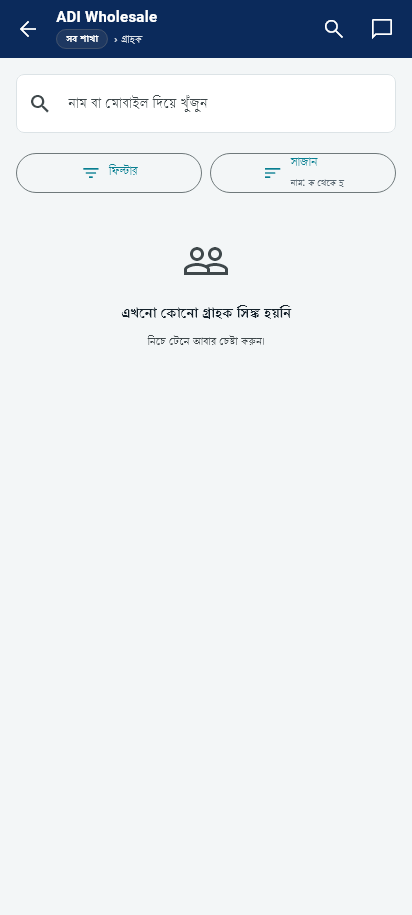 ADI Wholesale
সব শাখা › গ্রাহক
নাম বা মোবাইল দিয়ে খুঁজুন
ফিল্টার
সাজান
নাম: ক থেকে হ
এখনো কোনো গ্রাহক সিঙ্ক হয়নি
নিচে টেনে আবার চেষ্টা করুন।